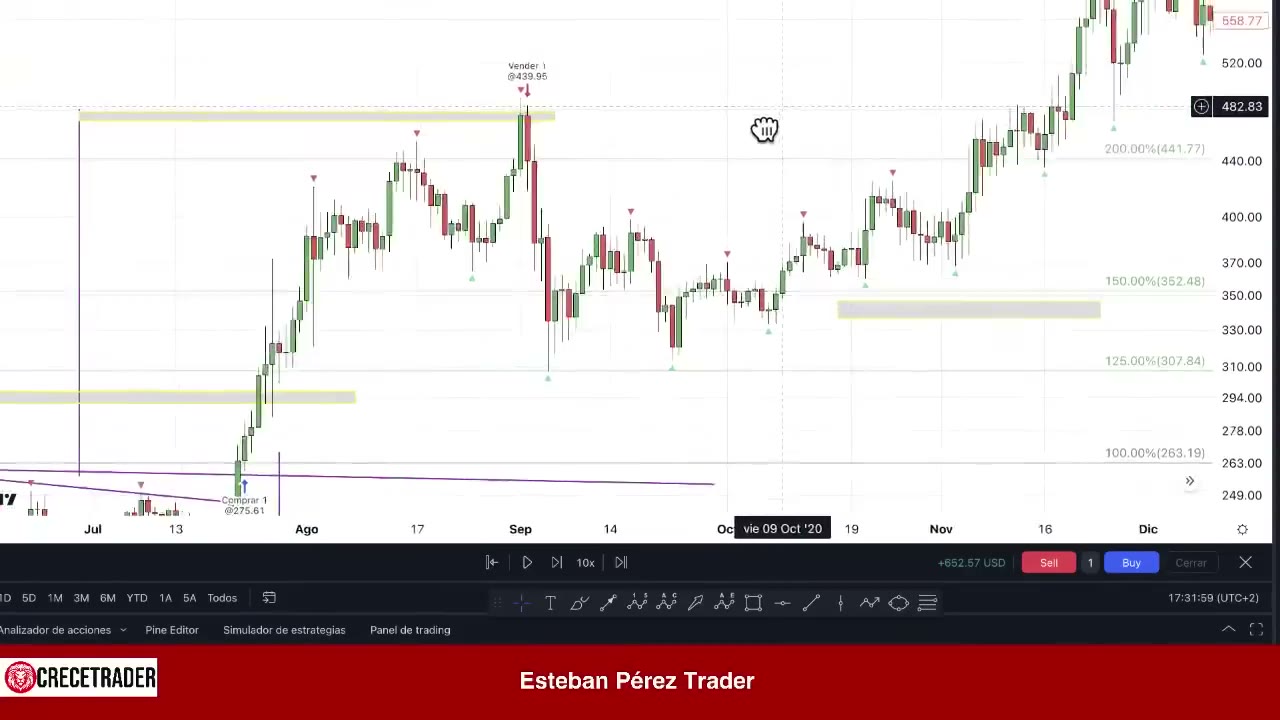 558.77
Vender 1
@439.95
520.00
482.83
200.00%(441.77)
440.00
400.00
370.00
150.00%(352.48)
350.00
330.00
125.00%(307.84)
310.00
294.00
278.00
100.00%(263.19)
263.00
249.00
Comprar 1
@275.61
Jul
13
Ago
17
Sep
14
Oc
vie 09 Oct '20
19
Nov
16
Dic
10x
+652.57 USD
Sell
1
Buy
Cerrar
1D
5D
1M
3M
6M
YTD
1A
5A
Todos
17:31:59 (UTC+2)
Analizador de acciones
Pine Editor
Simulador de estrategias
Panel de trading
CRECETRADER
Esteban Pérez Trader